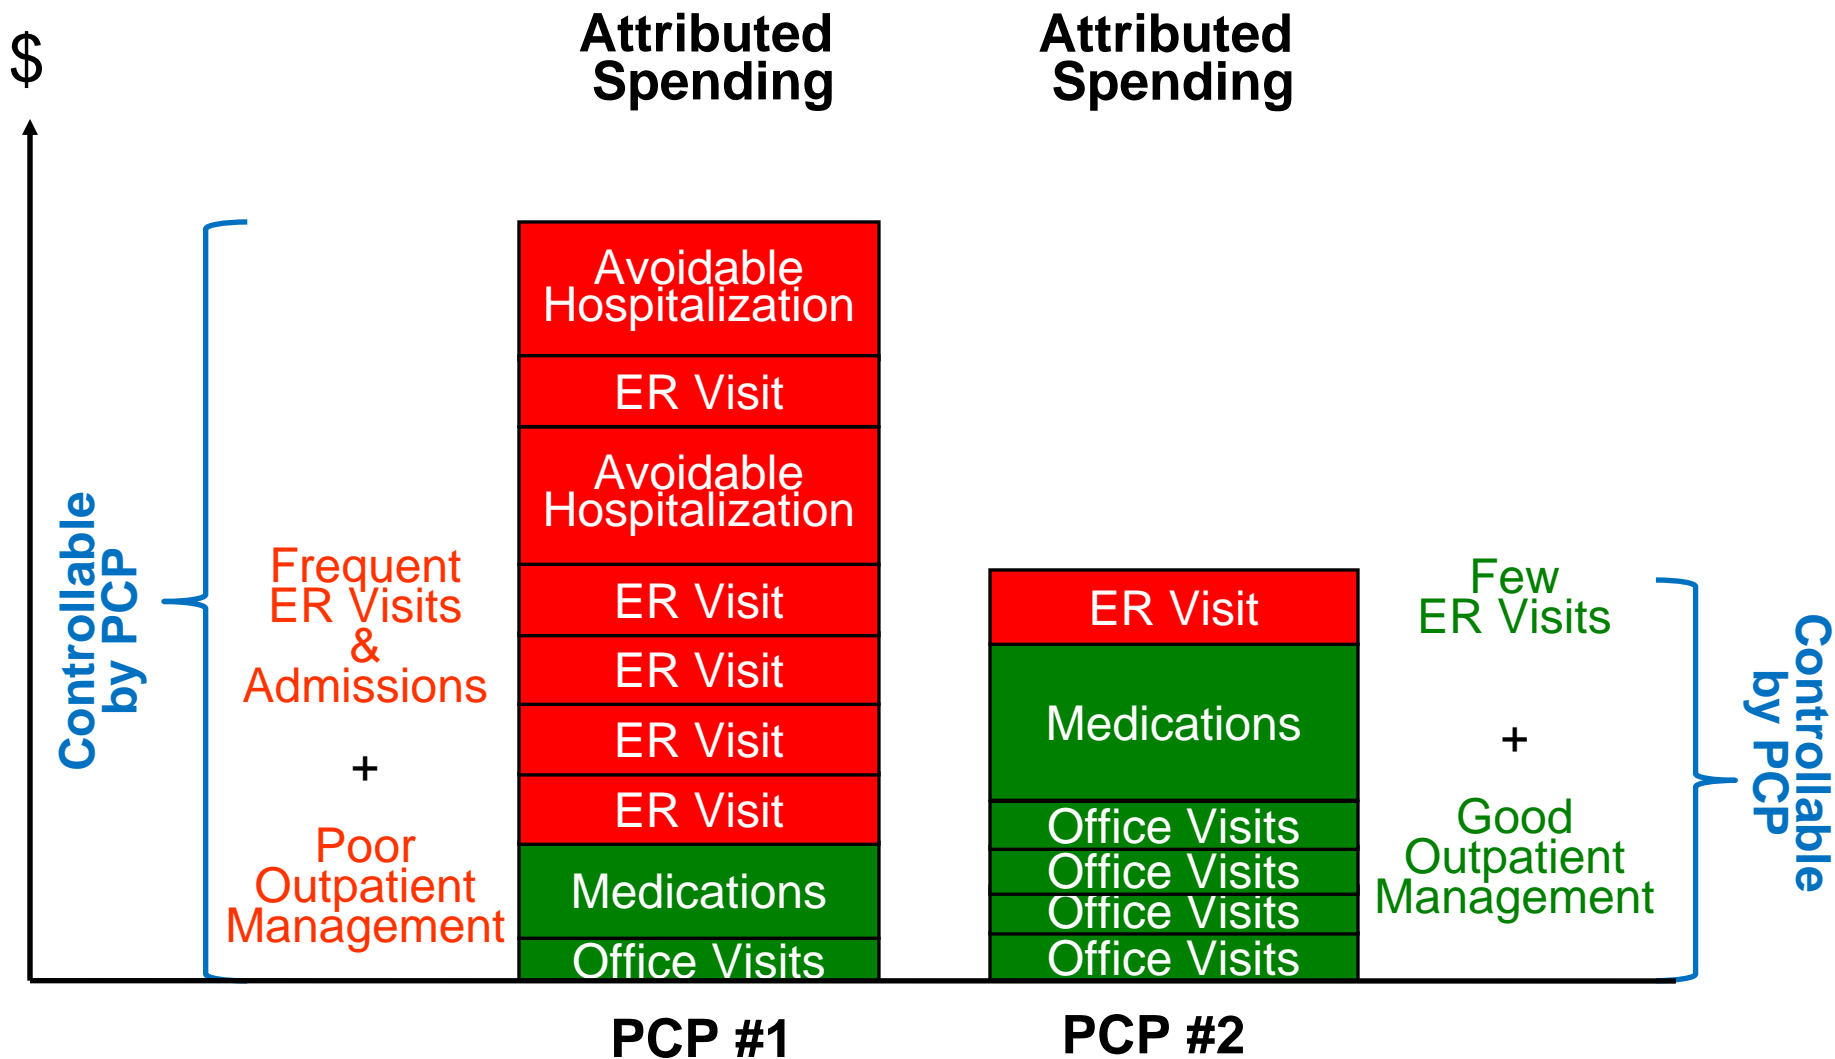 $
Attributed
Spending
Attributed
Spending
Controllable
by PCP
Frequent
ER Visits
&
Admissions
+
Poor
Outpatient
Management
Avoidable
Hospitalization
ER Visit
Avoidable
Hospitalization
ER Visit
ER Visit
ER Visit
ER Visit
Medications
Office Visits
ER Visit
Medications
Office Visits
Office Visits
Office Visits
Office Visits
Few
ER Visits
+
Good
Outpatient
Management
Controllable
by PCP
PCP #1
PCP #2